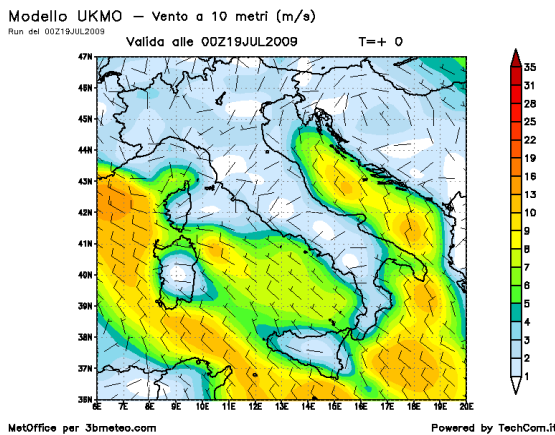 Modello UKMO – Vento a 10 metri (m/s)
Run del 00Z19JUL2009
Valida alle 00Z19JUL2009 T=+ 0
47N
46N
45N
44N
43N
42N
41N
40N
39N
38N
37N
36N
6E 7E 8E 9E 10E 11E 12E 13E 14E 15E 16E 17E 18E 19E 20E
35
31
28
25
22
19
16
13
10
9
8
7
6
5
4
3
2
1
MetOffice per 3bmeteo.com
Powered by TechCom.it